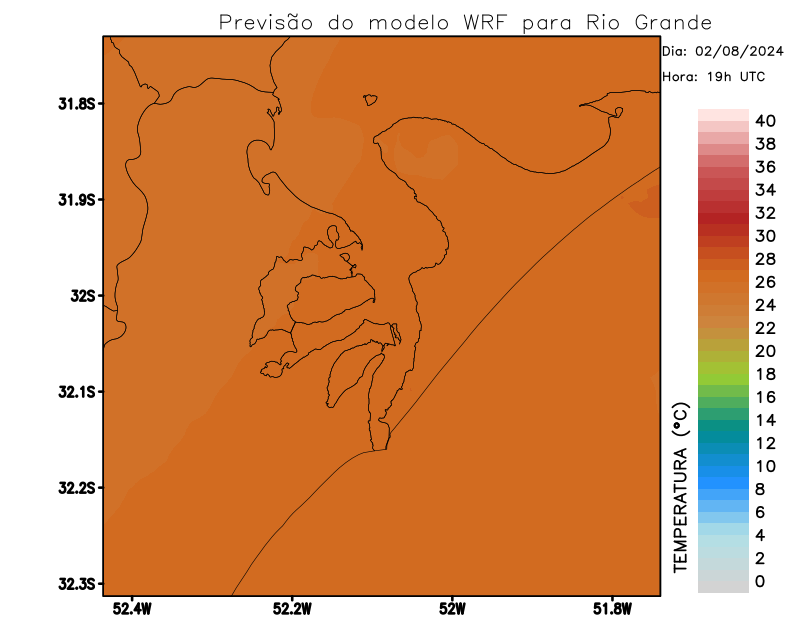 Previsão do modelo WRF para Rio Grande
Dia: 02/08/2024
Hora: 19h UTC
31.8S
31.9S
32S
32.1S
32.2S
32.3S
52.4W
52.2W
52W
51.8W
TEMPERATURA (°C)
40
38
36
34
32
30
28
26
24
22
20
18
16
14
12
10
8
6
4
2
0